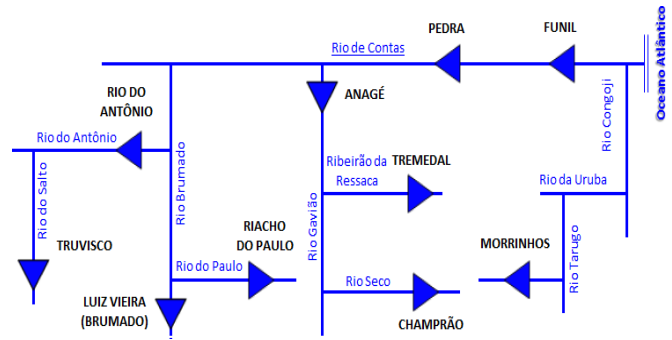 PEDRA
FUNIL
Rio de Contas
Oceano Atlântico
RIO DO
ANTÔNIO
ANAGÉ
Rio Congoji
Rio do Antônio
Rio do Salto
Rio Brumado
Ribeirão da
Ressaca
TREMEDAL
Rio da Uruba
Rio Gavião
TRUVISCO
RIACHO
DO PAULO
MORRINHOS
Rio Tarugo
Rio do Paulo
Rio Seco
LUIZ VIEIRA
(BRUMADO)
CHAMPRÃO